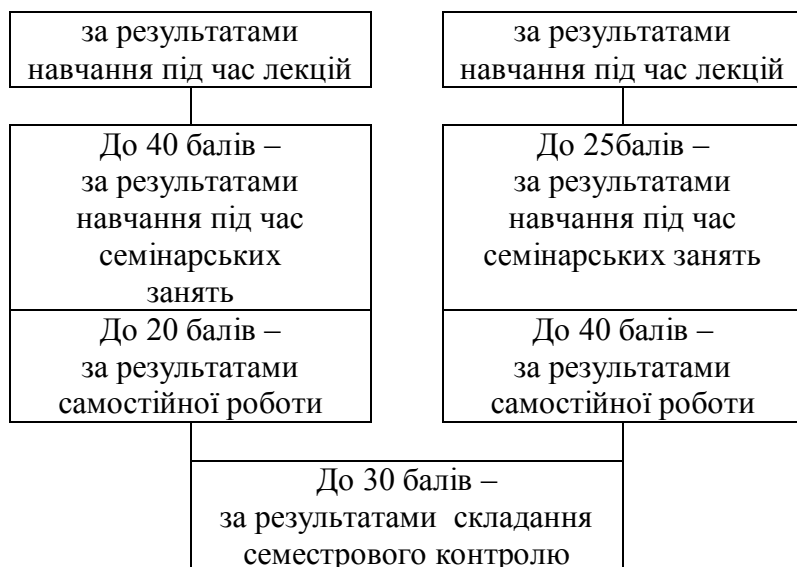 за результатами
навчання під час лекцій
за результатами
навчання під час лекцій
До 40 балів –
за результатами
навчання під час
семінарських
занять
До 25балів –
за результатами
навчання під час
семінарських занять
До 20 балів –
за результатами
самостійної роботи
До 40 балів –
за результатами
самостійної роботи
До 30 балів –
за результатами складання
семестрового контролю